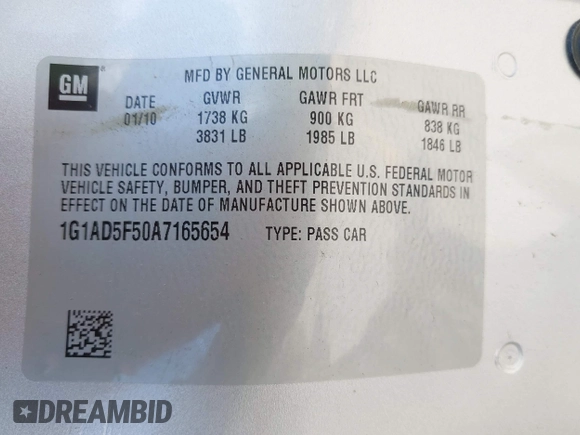 GM
MFD BY GENERAL MOTORS LLC
DATE GVWR GAWR FRT GAWR RR
01/10 1738 KG 900 KG 838 KG
3831 LB 1985 LB 1846 LB
THIS VEHICLE CONFORMS TO ALL APPLICABLE U.S. FEDERAL MOTOR
VEHICLE SAFETY, BUMPER, AND THEFT PREVENTION STANDARDS IN
EFFECT ON THE DATE OF MANUFACTURE SHOWN ABOVE.
1G1AD5F50A7165654 TYPE: PASS CAR
DREAMBID